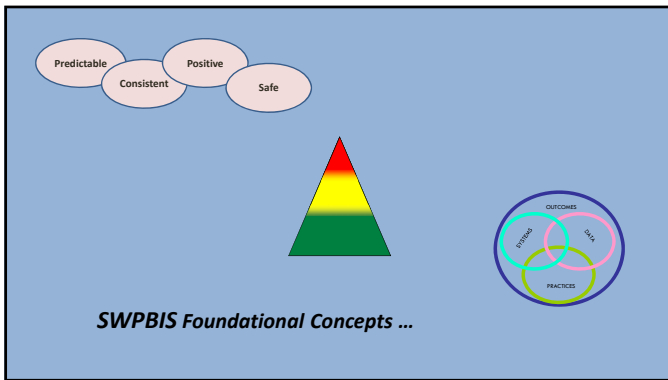 Predictable
Consistent
Positive
Safe
OUTCOMES
SYSTEMS
DATA
PRACTICES
SWPBIS Foundational Concepts ...